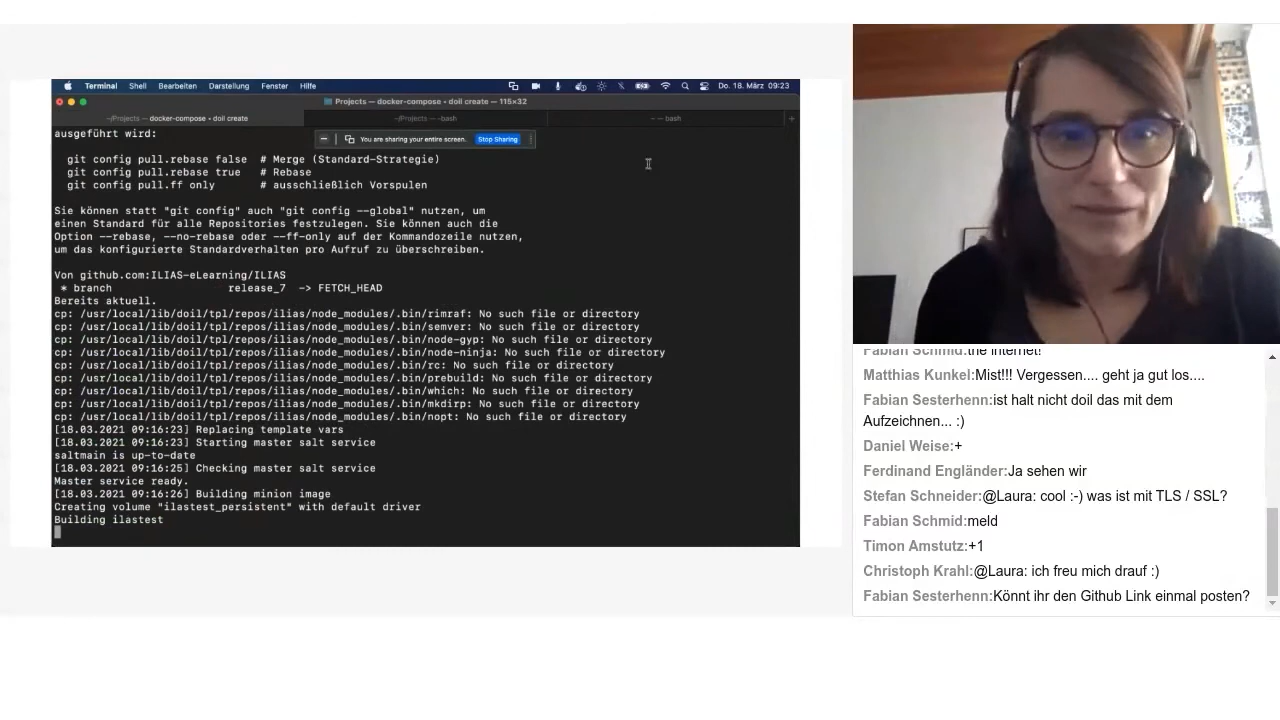 Terminal Shell Bearbeiten Darstellung Fenster Hilfe Do. 18. März 09:23
Projects — docker-compose ‹ doil create — 115×32
~/Projects — docker-compose ‹ doil create ~/Projects — -bash ~ — -bash +
ausgeführt wird:
You are sharing your entire screen. Stop Sharing
git config pull.rebase false # Merge (Standard-Strategie)
git config pull.rebase true # Rebase
git config pull.ff only # ausschließlich Vorspulen
Sie können statt "git config" auch "git config --global" nutzen, um
einen Standard für alle Repositories festzulegen. Sie können auch die
Option --rebase, --no-rebase oder --ff-only auf der Kommandozeile nutzen,
um das konfigurierte Standardverhalten pro Aufruf zu überschreiben.
Von github.com:ILIAS-eLearning/ILIAS
* branch release_7 -> FETCH_HEAD
Bereits aktuell.
cp: /usr/local/lib/doil/tpl/repos/ilias/node_modules/.bin/rimraf: No such file or directory
cp: /usr/local/lib/doil/tpl/repos/ilias/node_modules/.bin/semver: No such file or directory
cp: /usr/local/lib/doil/tpl/repos/ilias/node_modules/.bin/node-gyp: No such file or directory
cp: /usr/local/lib/doil/tpl/repos/ilias/node_modules/.bin/node-ninja: No such file or directory
cp: /usr/local/lib/doil/tpl/repos/ilias/node_modules/.bin/rc: No such file or directory
cp: /usr/local/lib/doil/tpl/repos/ilias/node_modules/.bin/prebuild: No such file or directory
cp: /usr/local/lib/doil/tpl/repos/ilias/node_modules/.bin/which: No such file or directory
cp: /usr/local/lib/doil/tpl/repos/ilias/node_modules/.bin/mkdirp: No such file or directory
cp: /usr/local/lib/doil/tpl/repos/ilias/node_modules/.bin/nopt: No such file or directory
[18.03.2021 09:16:23] Replacing template vars
[18.03.2021 09:16:23] Starting master salt service
saltmain is up-to-date
[18.03.2021 09:16:25] Checking master salt service
Master service ready.
[18.03.2021 09:16:26] Building minion image
Creating volume "ilastest_persistent" with default driver
Building ilastest
Fabian Schmid:the internet!
Matthias Kunkel:Mist!!! Vergessen.... geht ja gut los....
Fabian Sesterhenn:ist halt nicht doil das mit dem
Aufzeichnen... :)
Daniel Weise:+
Ferdinand Engländer:Ja sehen wir
Stefan Schneider:@Laura: cool :-) was ist mit TLS / SSL?
Fabian Schmid:meld
Timon Amstutz:+1
Christoph Krahl:@Laura: ich freu mich drauf :)
Fabian Sesterhenn:Könnt ihr den Github Link einmal posten?